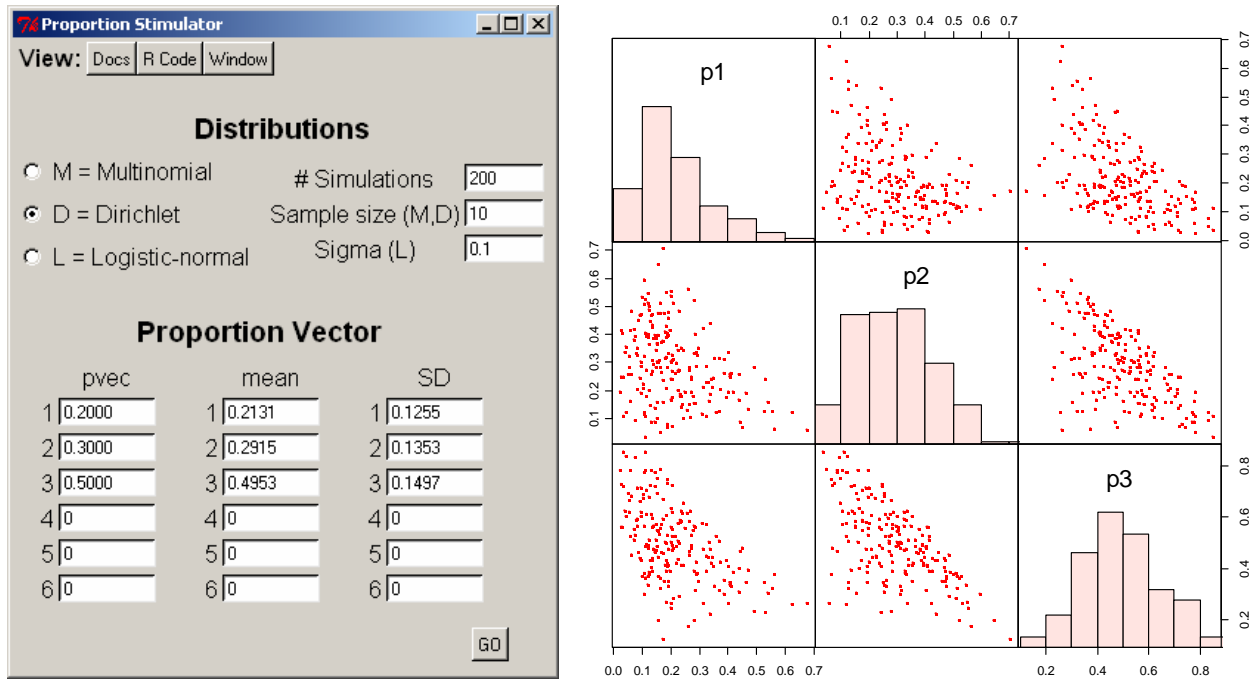 Proportion Stimulator
View: Docs R Code Window
Distributions
M = Multinomial
D = Dirichlet
L = Logistic-normal
# Simulations 200
Sample size (M,D) 10
Sigma (L) 0.1
Proportion Vector
pvec mean SD
1 0.2000 1 0.2131 1 0.1255
2 0.3000 2 0.2915 2 0.1353
3 0.5000 3 0.4953 3 0.1497
4 0 4 0 4 0
5 0 5 0 5 0
6 0 6 0 6 0
GO
0.1 0.2 0.3 0.4 0.5 0.6 0.7
p1
0.0 0.1 0.2 0.3 0.4 0.5 0.6 0.7
0.1 0.2 0.3 0.4 0.5 0.6 0.7
p2
p3
0.2 0.4 0.6 0.8
0.0 0.1 0.2 0.3 0.4 0.5 0.6 0.7
0.2 0.4 0.6 0.8